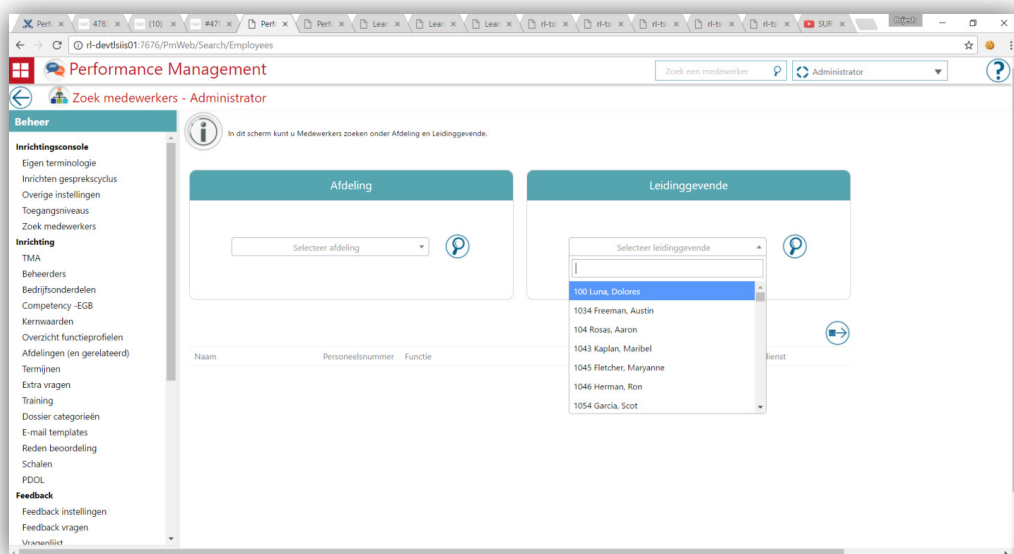 Perfo
478:
(10)
#47!
Perfo
Perfo
Lear
Lear
Lear
rl-ts
rl-ts
rl-ts
rl-ts
rl-ts
SUR
Brijesh
rl-devtlsiis01:7676/PmWeb/Search/Employees
Performance Management
Zoek een medewerker
Administrator
Zoek medewerkers - Administrator
Beheer
In dit scherm kunt u Medewerkers zoeken onder Afdeling en Leidinggevende.
Inrichtingsconsole
Eigen terminologie
Inrichten gesprekscyclus
Overige instellingen
Toegangsniveaus
Zoek medewerkers
Inrichting
TMA
Beheerders
Bedrijfsonderdelen
Competency -EGB
Kernwaarden
Overzicht functieprofielen
Afdelingen (en gerelateerd)
Termijnen
Extra vragen
Training
Dossier categorieën
E-mail templates
Reden beoordeling
Schalen
PDOL
Feedback
Feedback instellingen
Feedback vragen
Vragenlijst
Afdeling
Selecteer afdeling
Leidinggevende
Selecteer leidinggevende
100 Luna, Dolores
1034 Freeman, Austin
104 Rosas, Aaron
1043 Kaplan, Maribel
1045 Fletcher, Maryanne
1046 Herman, Ron
1054 Garcia, Scot
Naam Personeelsnummer Functie dienst